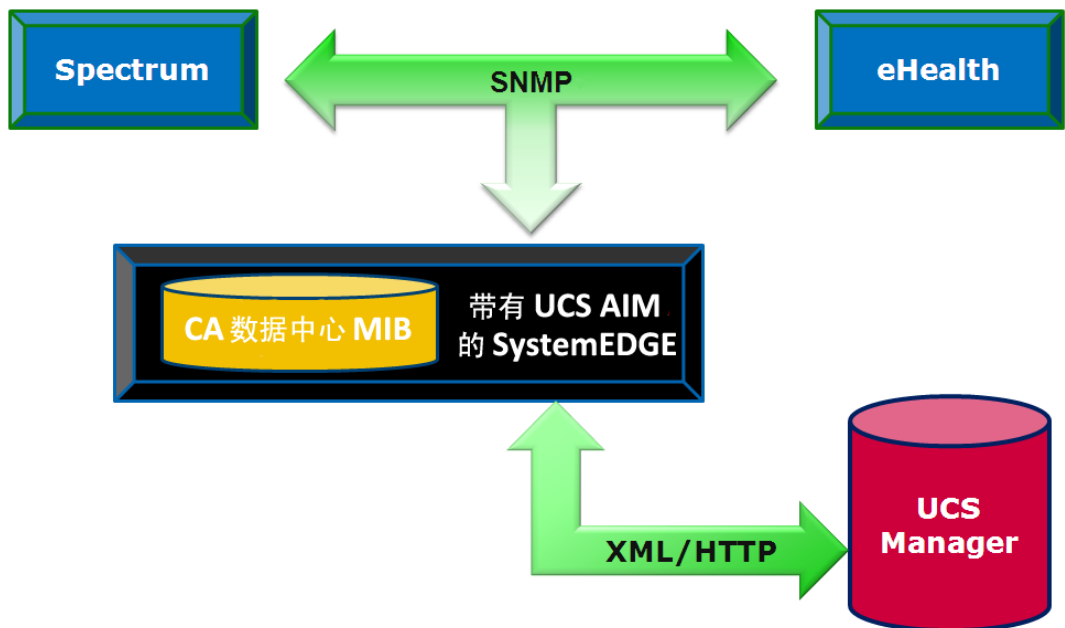 Spectrum
SNMP
eHealth
CA 数据中心 MIB
带有 UCS AIM
的 SystemEDGE
UCS
Manager
XML/HTTP